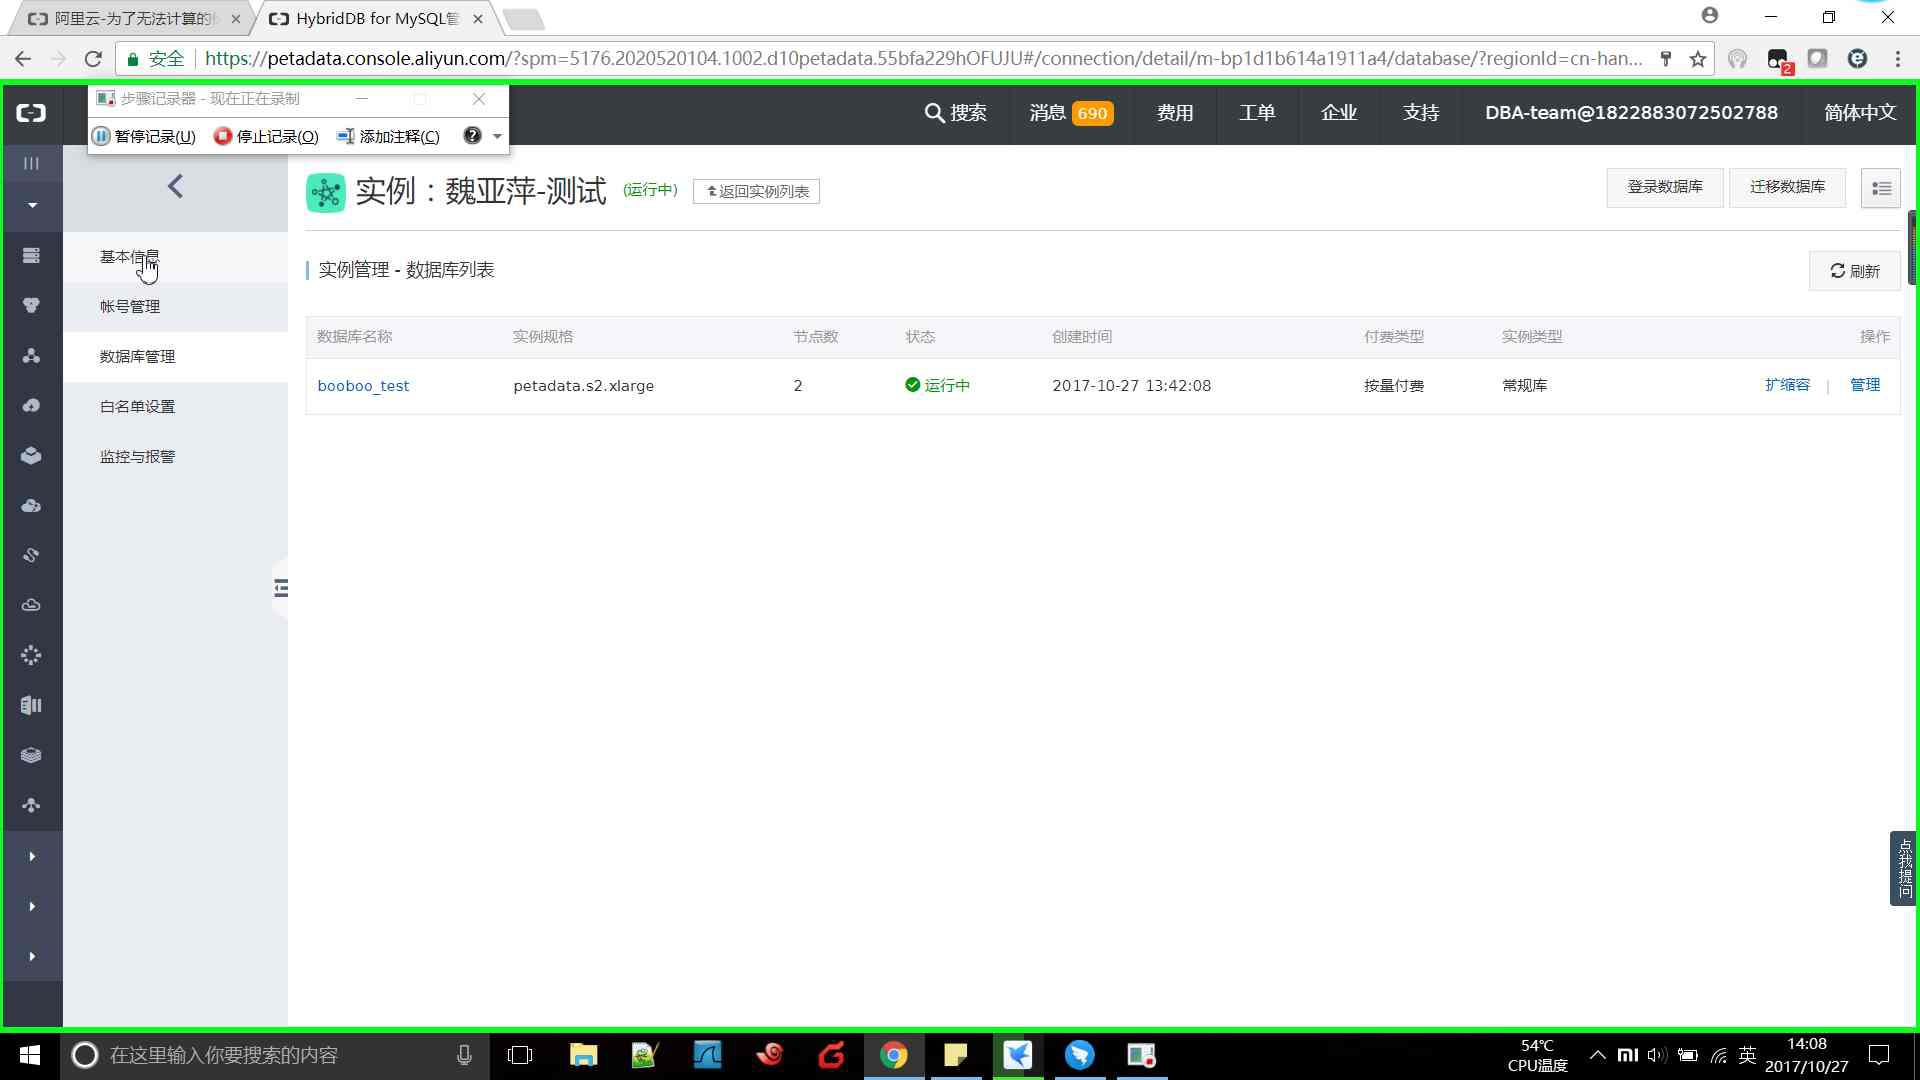 阿里云-为了无法计算的
HybridDB for MySQL管
安全
https://petadata.console.aliyun.com/?spm=5176.2020520104.1002.d10petadata.55bfa229hOFUJU#/connection/detail/m-bp1d1b614a1911a4/database/?regionId=cn-han...
2
步骤记录器 - 现在正在录制
暂停记录(U)
停止记录(O)
添加注释(C)
搜索
消息 690
费用
工单
企业
支持
DBA-team@1822883072502788
简体中文
基本信息
帐号管理
数据库管理
白名单设置
监控与报警
实例：魏亚萍-测试
(运行中)
返回实例列表
登录数据库
迁移数据库
实例管理 - 数据库列表
刷新
数据库名称 实例规格 节点数 状态 创建时间 付费类型 实例类型 操作
booboo_test petadata.s2.xlarge 2 运行中 2017-10-27 13:42:08 按量付费 常规库 扩缩容 | 管理
点我提问
在这里输入你要搜索的内容
54℃
CPU温度
英
14:08
2017/10/27